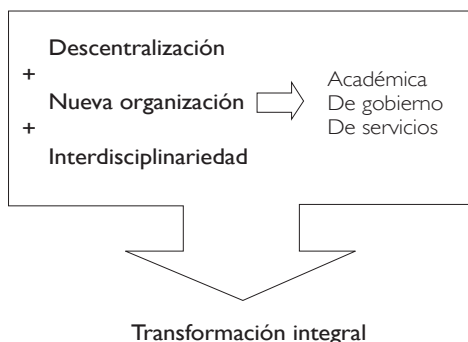 Descentralización
+
Nueva organización
+
Interdisciplinariedad
Académica
De gobierno
De servicios
Transformación integral